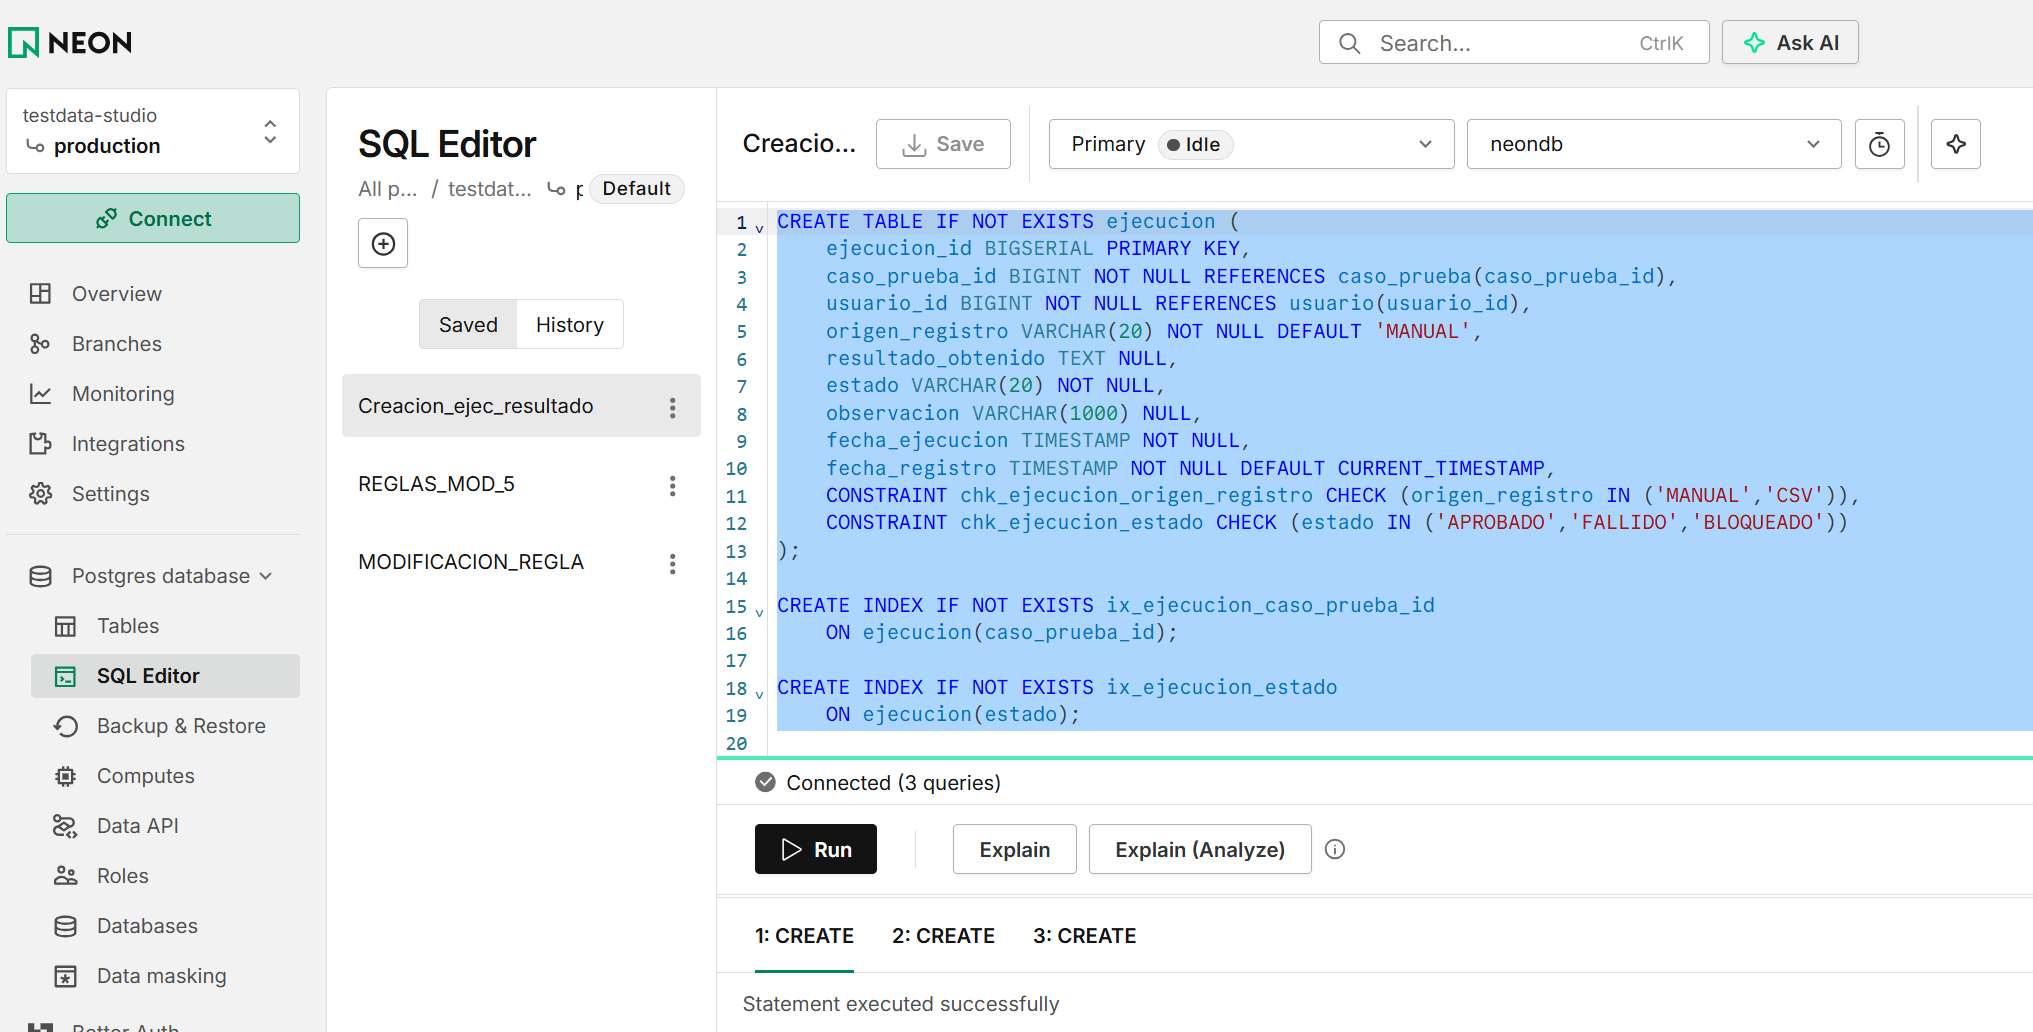 NEON
Search...
CtrlK
Ask AI
testdata-studio
production
Connect
Overview
Branches
Monitoring
Integrations
Settings
Postgres database
Tables
SQL Editor
Backup & Restore
Computes
Data API
Roles
Databases
Data masking
Better Auth
SQL Editor
All p... / testdat... p Default
Saved
History
Creacion_ejec_resultado
REGLAS_MOD_5
MODIFICACION_REGLA
Creacio...
Save
Primary Idle
neondb
1 CREATE TABLE IF NOT EXISTS ejecucion (
2     ejecucion_id BIGSERIAL PRIMARY KEY,
3     caso_prueba_id BIGINT NOT NULL REFERENCES caso_prueba(caso_prueba_id),
4     usuario_id BIGINT NOT NULL REFERENCES usuario(usuario_id),
5     origen_registro VARCHAR(20) NOT NULL DEFAULT 'MANUAL',
6     resultado_obtenido TEXT NULL,
7     estado VARCHAR(20) NOT NULL,
8     observacion VARCHAR(1000) NULL,
9     fecha_ejecucion TIMESTAMP NOT NULL,
10     fecha_registro TIMESTAMP NOT NULL DEFAULT CURRENT_TIMESTAMP,
11     CONSTRAINT chk_ejecucion_origen_registro CHECK (origen_registro IN ('MANUAL','CSV')),
12     CONSTRAINT chk_ejecucion_estado CHECK (estado IN ('APROBADO','FALLIDO','BLOQUEADO'))
13 );
14
15 CREATE INDEX IF NOT EXISTS ix_ejecucion_caso_prueba_id
16     ON ejecucion(caso_prueba_id);
17
18 CREATE INDEX IF NOT EXISTS ix_ejecucion_estado
19     ON ejecucion(estado);
20
Connected (3 queries)
Run
Explain
Explain (Analyze)
1: CREATE
2: CREATE
3: CREATE
Statement executed successfully